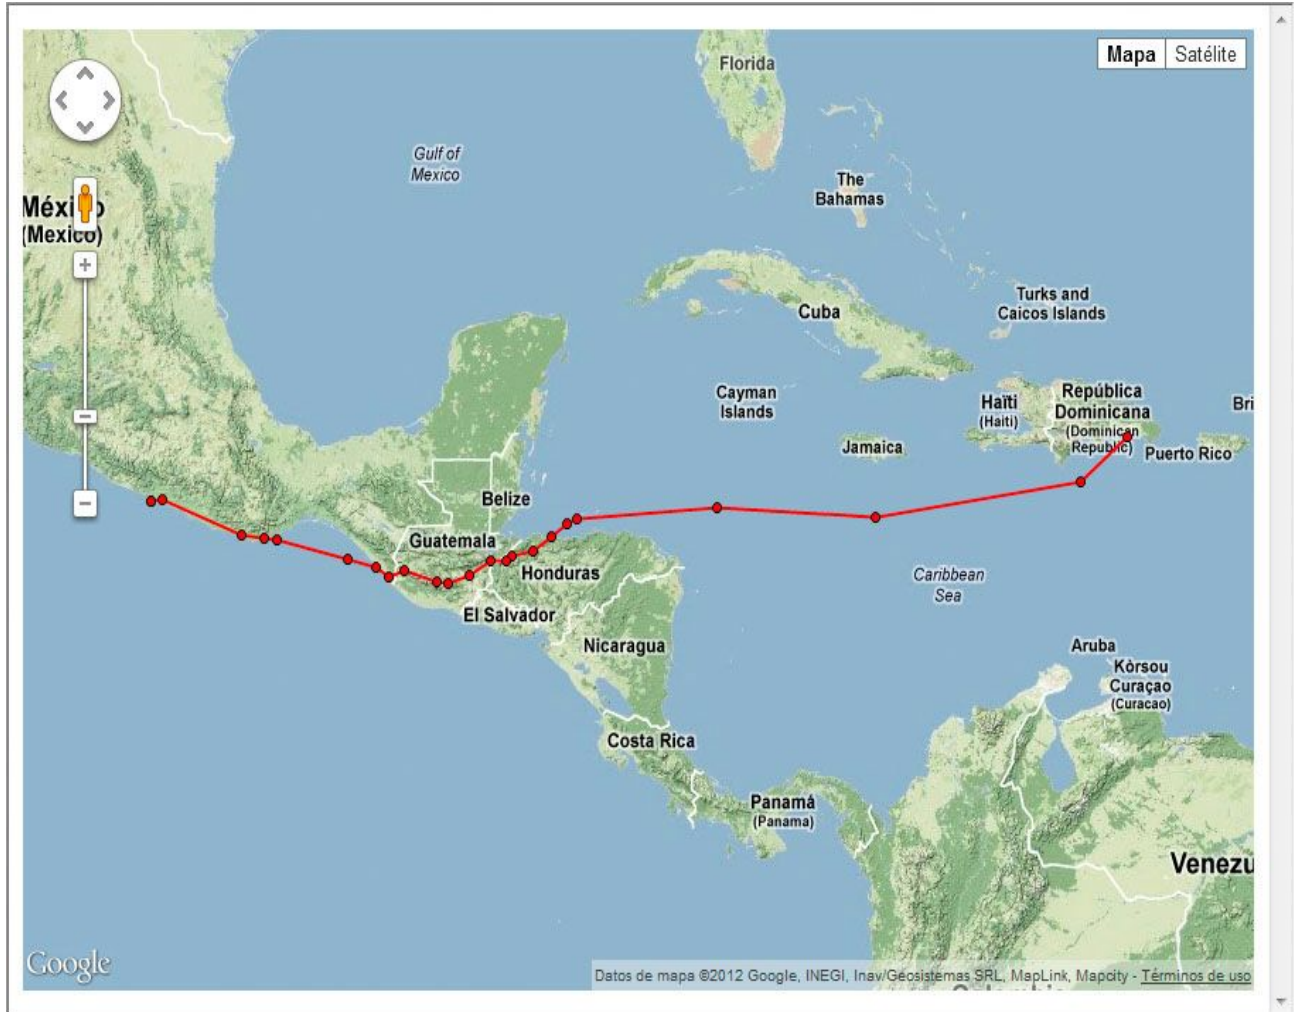 Mapa Satélite
Florida
Gulf of
Mexico
The
Bahamas
México
(Mexico)
Turks and
Caicos Islands
Cuba
Cayman
Islands
Haïti
(Haiti)
República
Dominicana
(Dominican
Republic)
Bri
Jamaica
Puerto Rico
Belize
Guatemala
Honduras
Caribbean
Sea
El Salvador
Nicaragua
Aruba
Kòrsou
Curaçao
(Curacao)
Costa Rica
Panamá
(Panama)
Venezu
Google
Datos de mapa ©2012 Google, INEGI, Inav/Geosistemas SRL, MapLink, Mapcity - Términos de uso